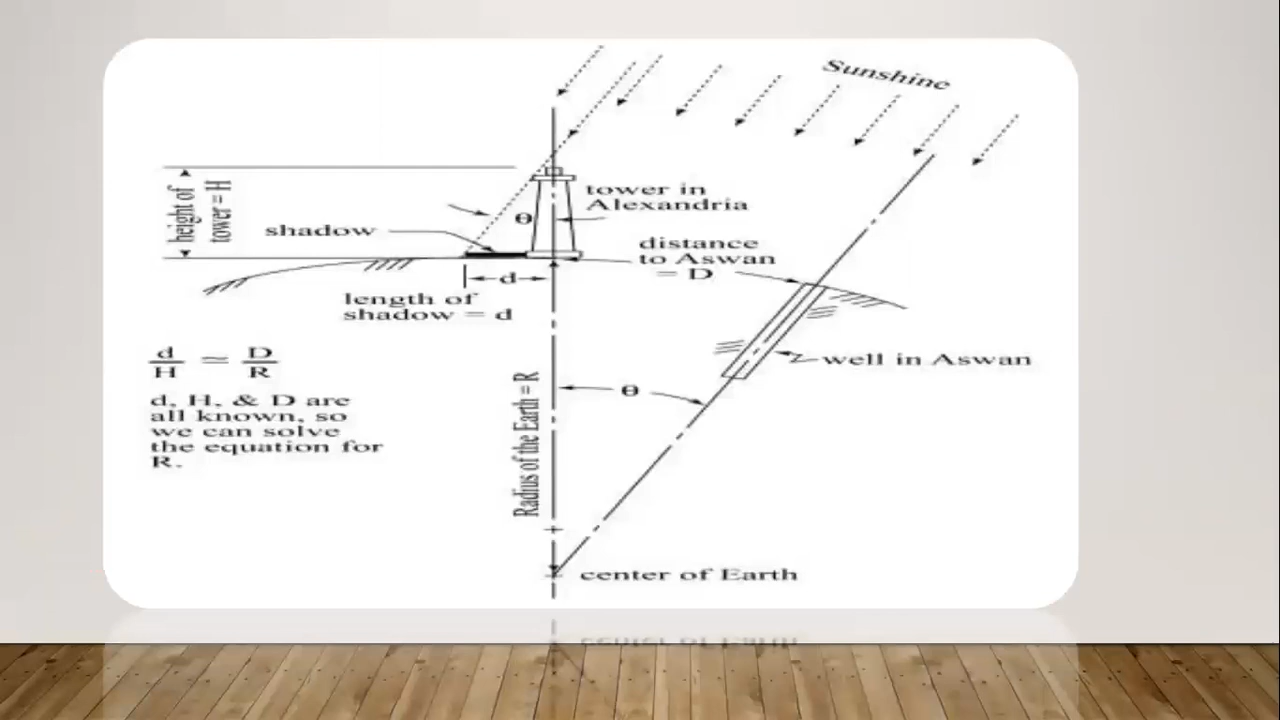 Sunshine
height of
tower = H
θ
tower in
Alexandria
shadow
distance
to Aswan
= D
d
length of
shadow = d
d/H ≃ D/R
well in Aswan
θ
d, H, & D are
all known, so
we can solve
the equation for
R.
Radius of the Earth = R
center of Earth